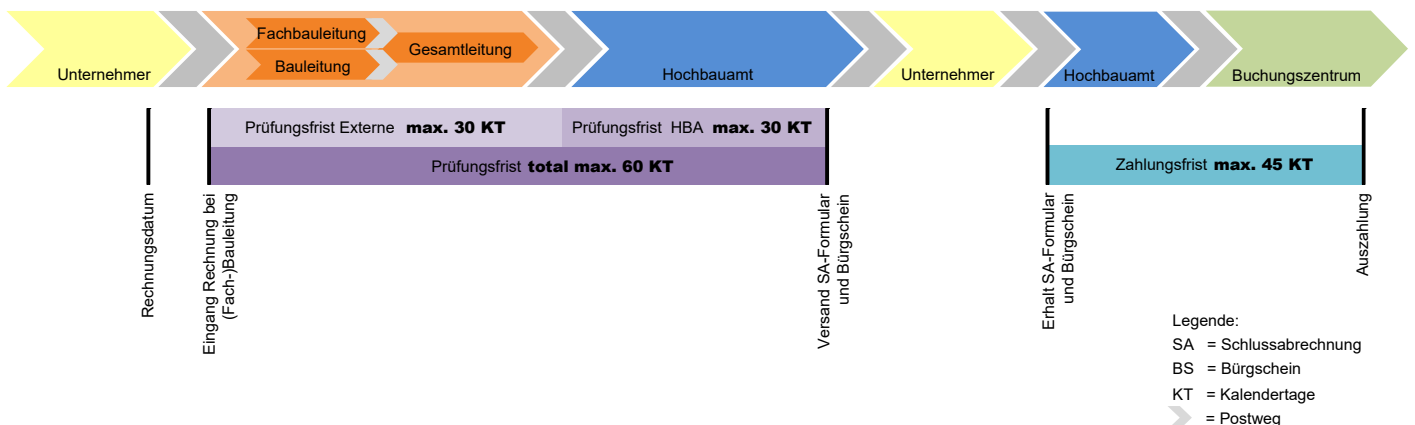 Unternehmer
Fachbauleitung
Bauleitung
Gesamtleitung
Hochbauamt
Unternehmer
Hochbauamt
Buchungszentrum
Prüfungsfrist Externe max. 30 KT
Prüfungsfrist HBA max. 30 KT
Prüfungsfrist total max. 60 KT
Zahlungsfrist max. 45 KT
Rechnungsdatum
Eingang Rechnung bei
(Fach-)Bauleitung
Versand SA-Formular
und Bürgschein
Erhalt SA-Formular
und Bürgschein
Auszahlung
Legende:
SA = Schlussabrechnung
BS = Bürgschein
KT = Kalendertage
= Postweg